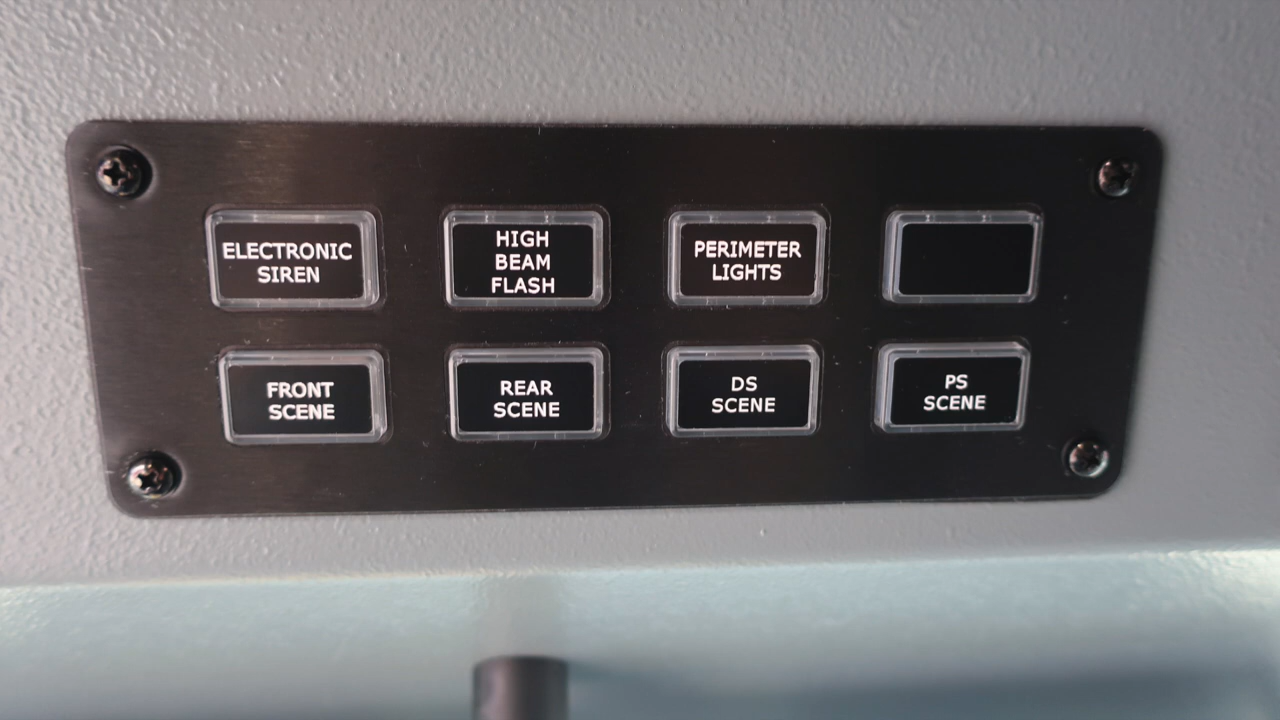 ELECTRONIC
SIREN
HIGH
BEAM
FLASH
PERIMETER
LIGHTS
FRONT
SCENE
REAR
SCENE
DS
SCENE
PS
SCENE